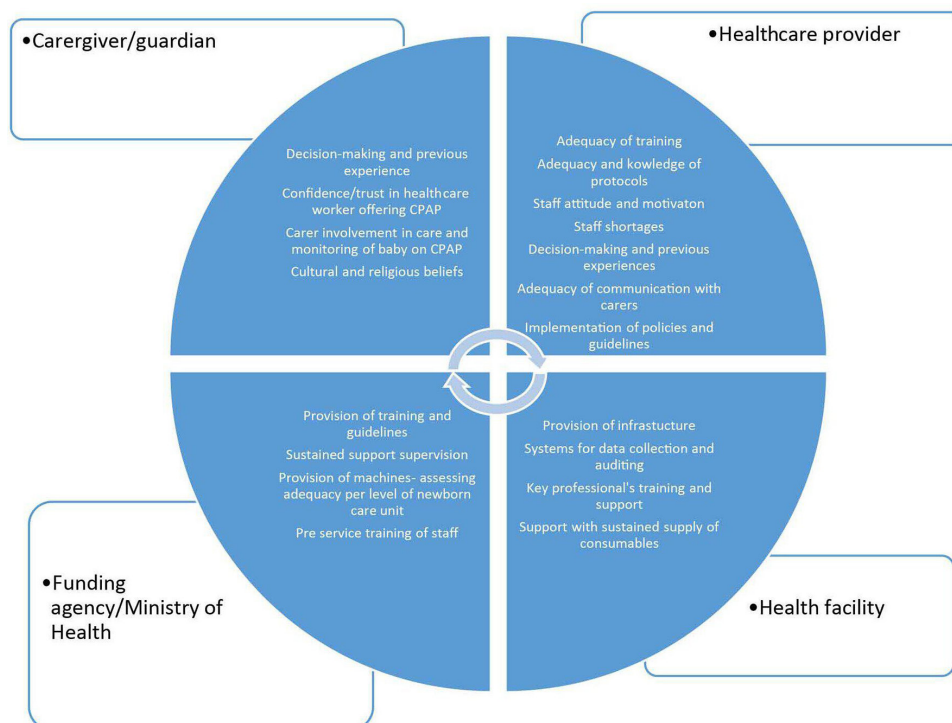 •Carergiver/guardian
•Healthcare provider
Decision-making and previous
experience
Confidence/trust in healthcare
worker offering CPAP
Carer involvement in care and
monitoring of baby on CPAP
Cultural and religious beliefs
Adequacy of training
Adequacy and kowledge of
protocols
Staff attitude and motivaton
Staff shortages
Decision-making and previous
experiences
Adequacy of communication with
carers
Implementation of policies and
guidelines
Provision of training and
guidelines
Sustained support supervision
Provision of machines- assessing
adequacy per level of newborn
care unit
Pre service training of staff
Provision of infrastucture
Systems for data collection and
auditing
Key professional's training and
support
Support with sustained supply of
consumables
•Funding
agency/Ministry of
Health
•Health facility